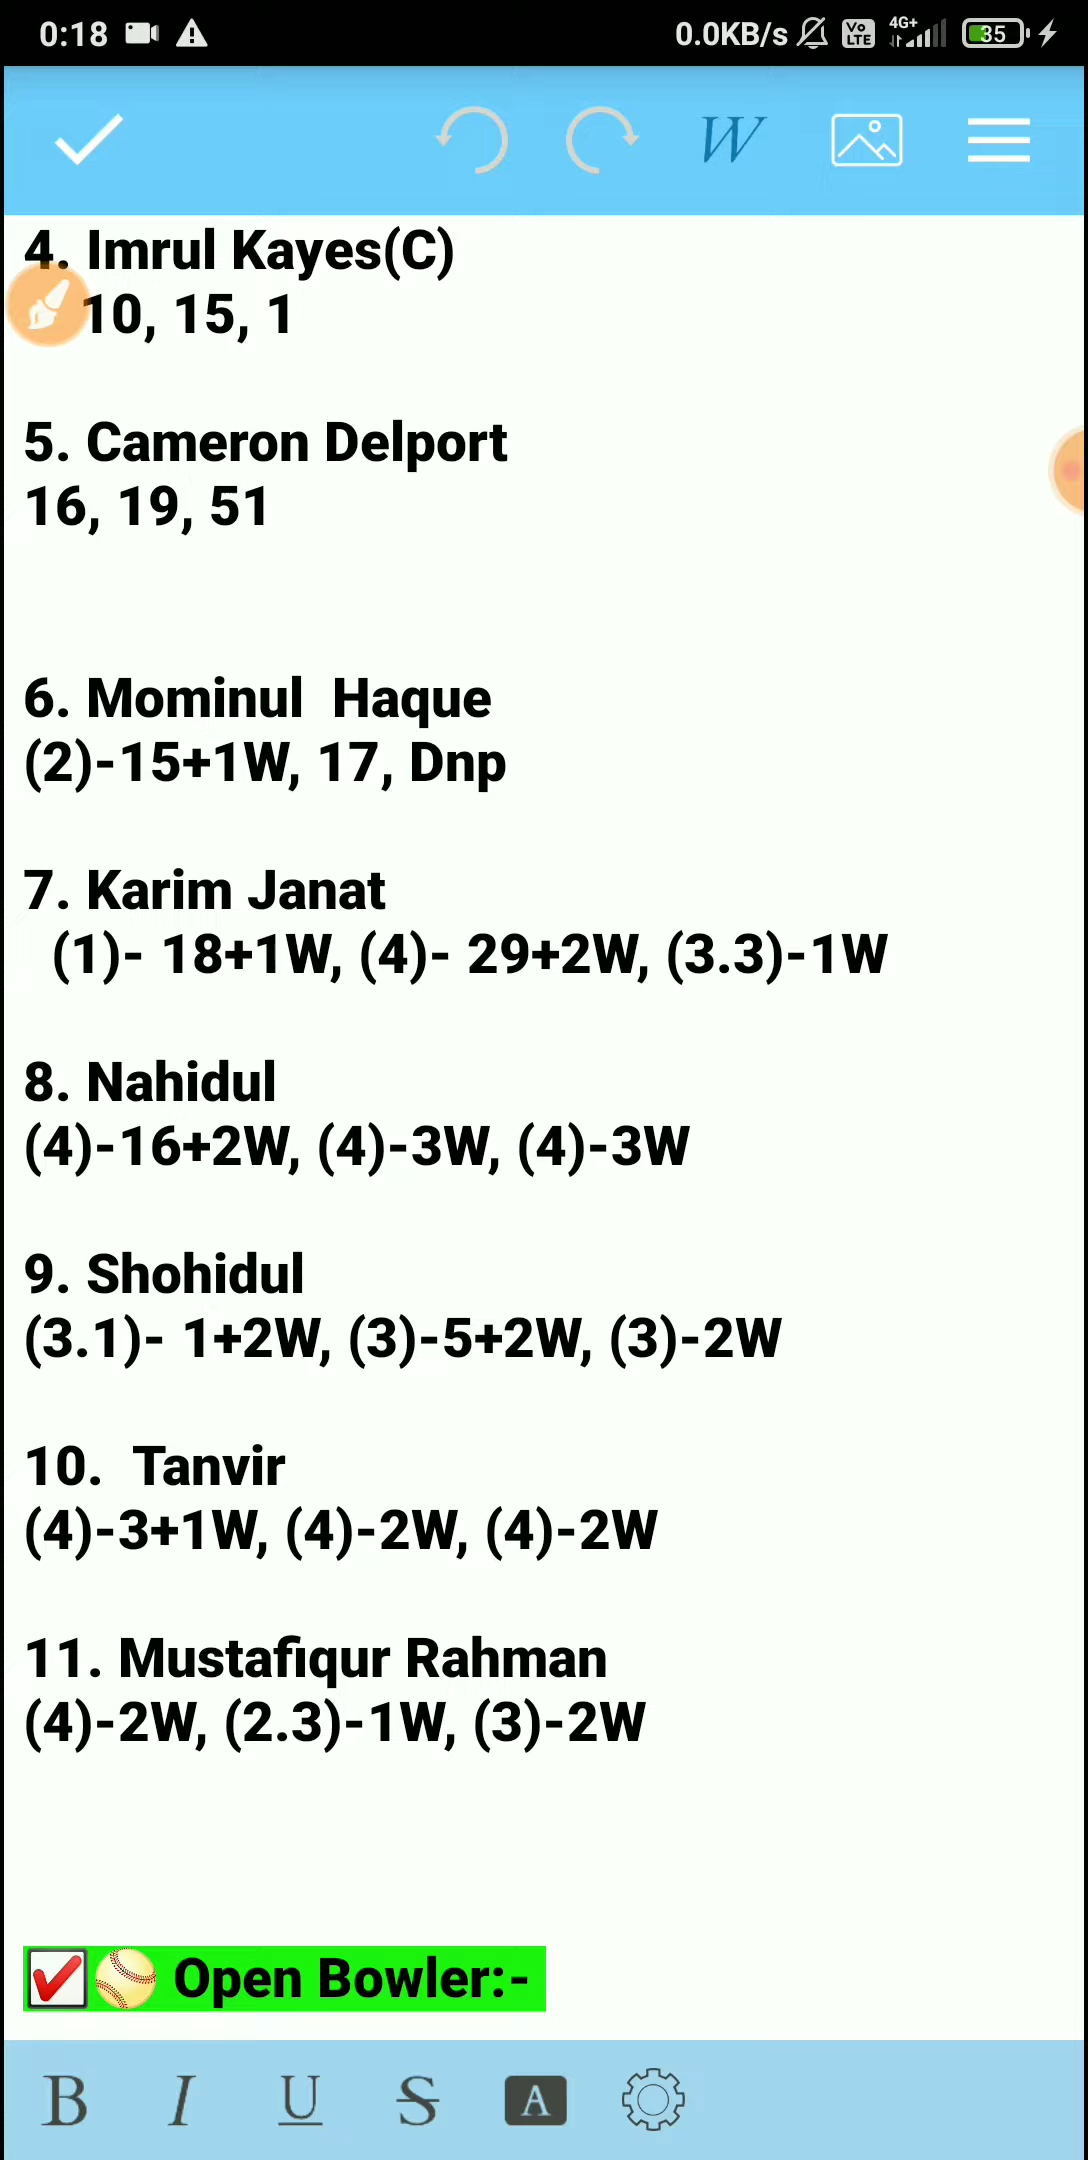 0:18 0.0KB/s Vo LTE 4G+ 35
W
4. Imrul Kayes(C)
10, 15, 1
5. Cameron Delport
16, 19, 51
6. Mominul  Haque
(2)-15+1W, 17, Dnp
7. Karim Janat
(1)- 18+1W, (4)- 29+2W, (3.3)-1W
8. Nahidul
(4)-16+2W, (4)-3W, (4)-3W
9. Shohidul
(3.1)- 1+2W, (3)-5+2W, (3)-2W
10.  Tanvir
(4)-3+1W, (4)-2W, (4)-2W
11. Mustafiqur Rahman
(4)-2W, (2.3)-1W, (3)-2W
Open Bowler:-
B I U S A